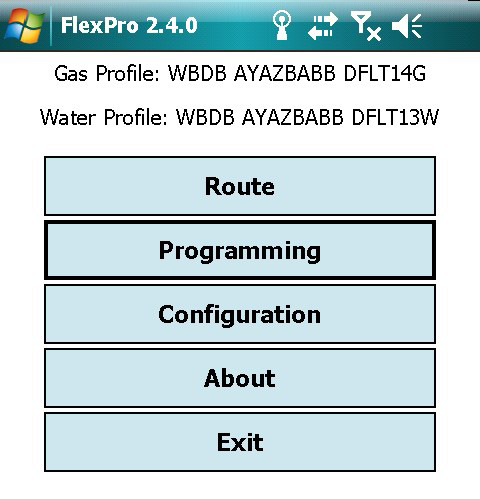 FlexPro 2.4.0
Gas Profile: WBDB AYAZBABB DFLT14G
Water Profile: WBDB AYAZBABB DFLT13W
Route
Programming
Configuration
About
Exit